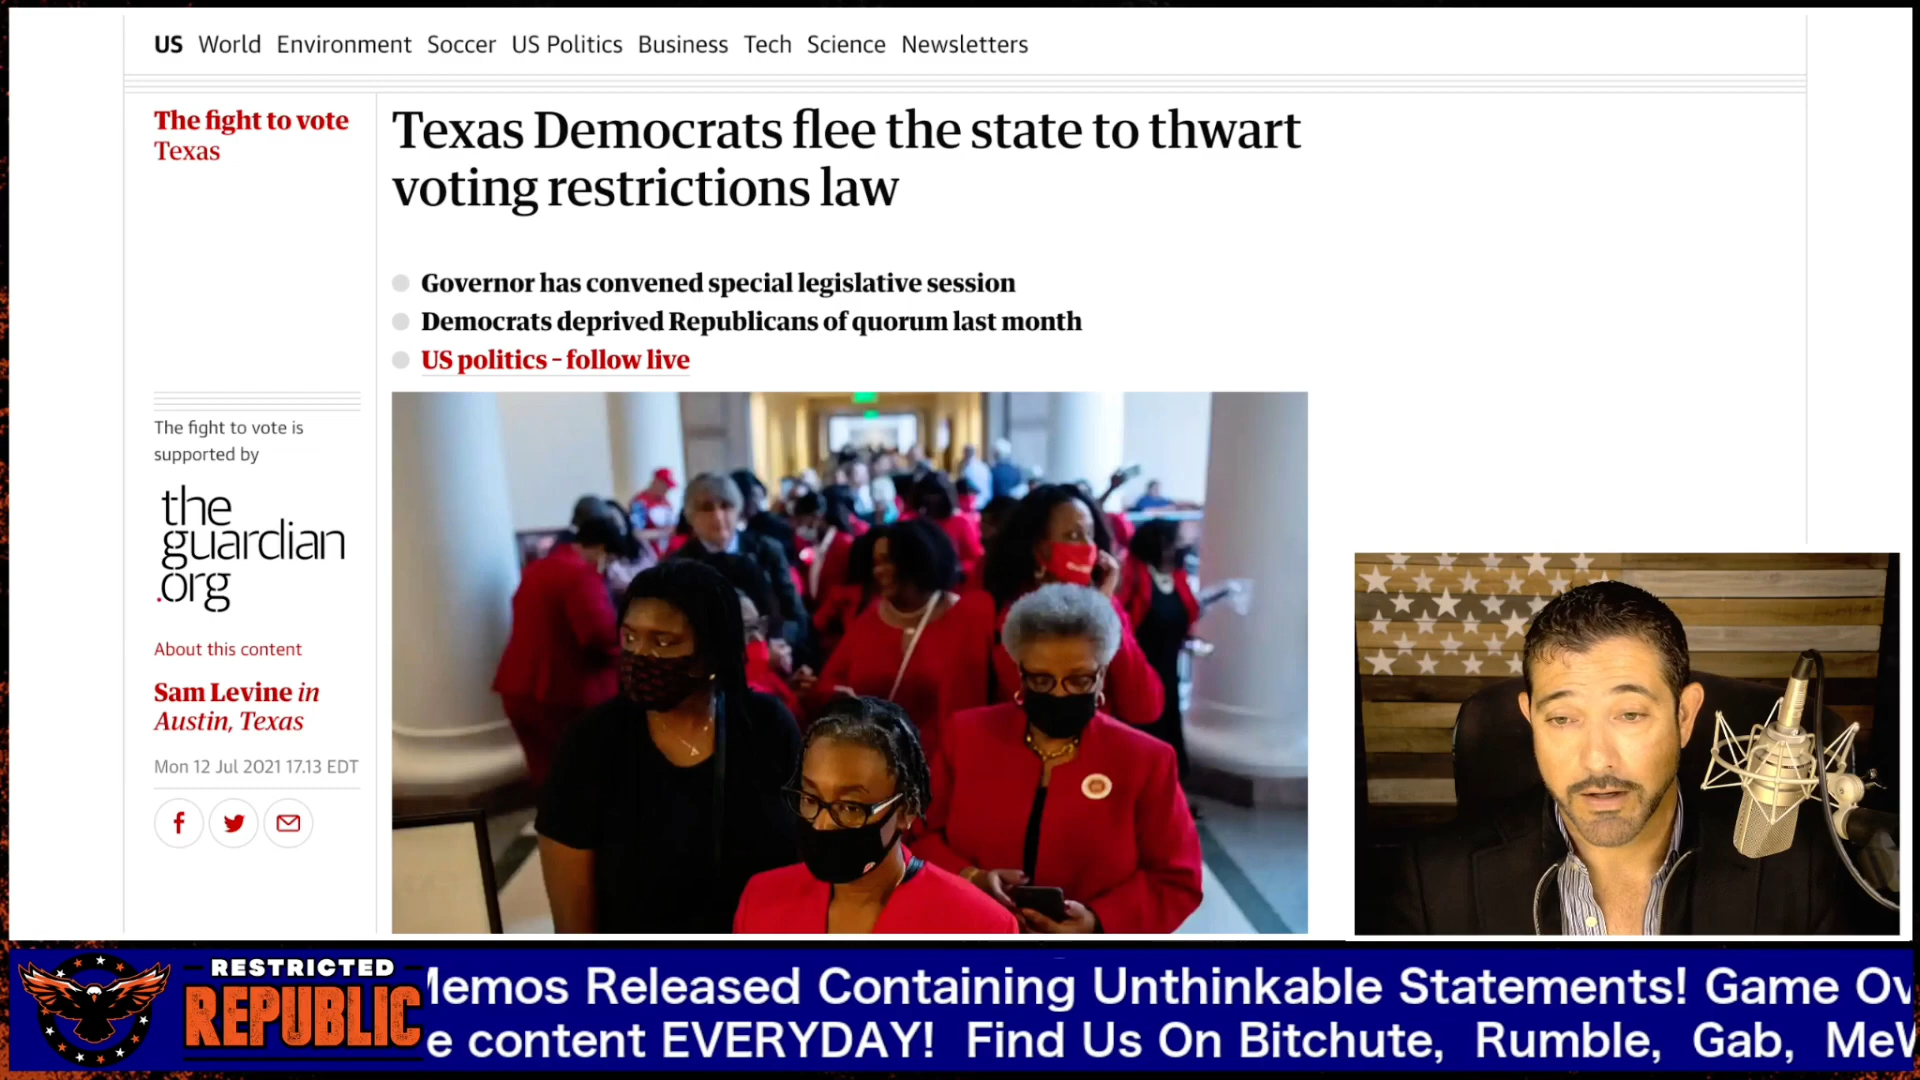 US World Environment Soccer US Politics Business Tech Science Newsletters
The fight to vote
Texas
Texas Democrats flee the state to thwart
voting restrictions law
Governor has convened special legislative session
Democrats deprived Republicans of quorum last month
US politics – follow live
The fight to vote is
supported by
the
guardian
.org
About this content
Sam Levine in
Austin, Texas
Mon 12 Jul 2021 17.13 EDT
RESTRICTED
REPUBLIC
Memos Released Containing Unthinkable Statements! Game Ov
e content EVERYDAY! Find Us On Bitchute, Rumble, Gab, MeW